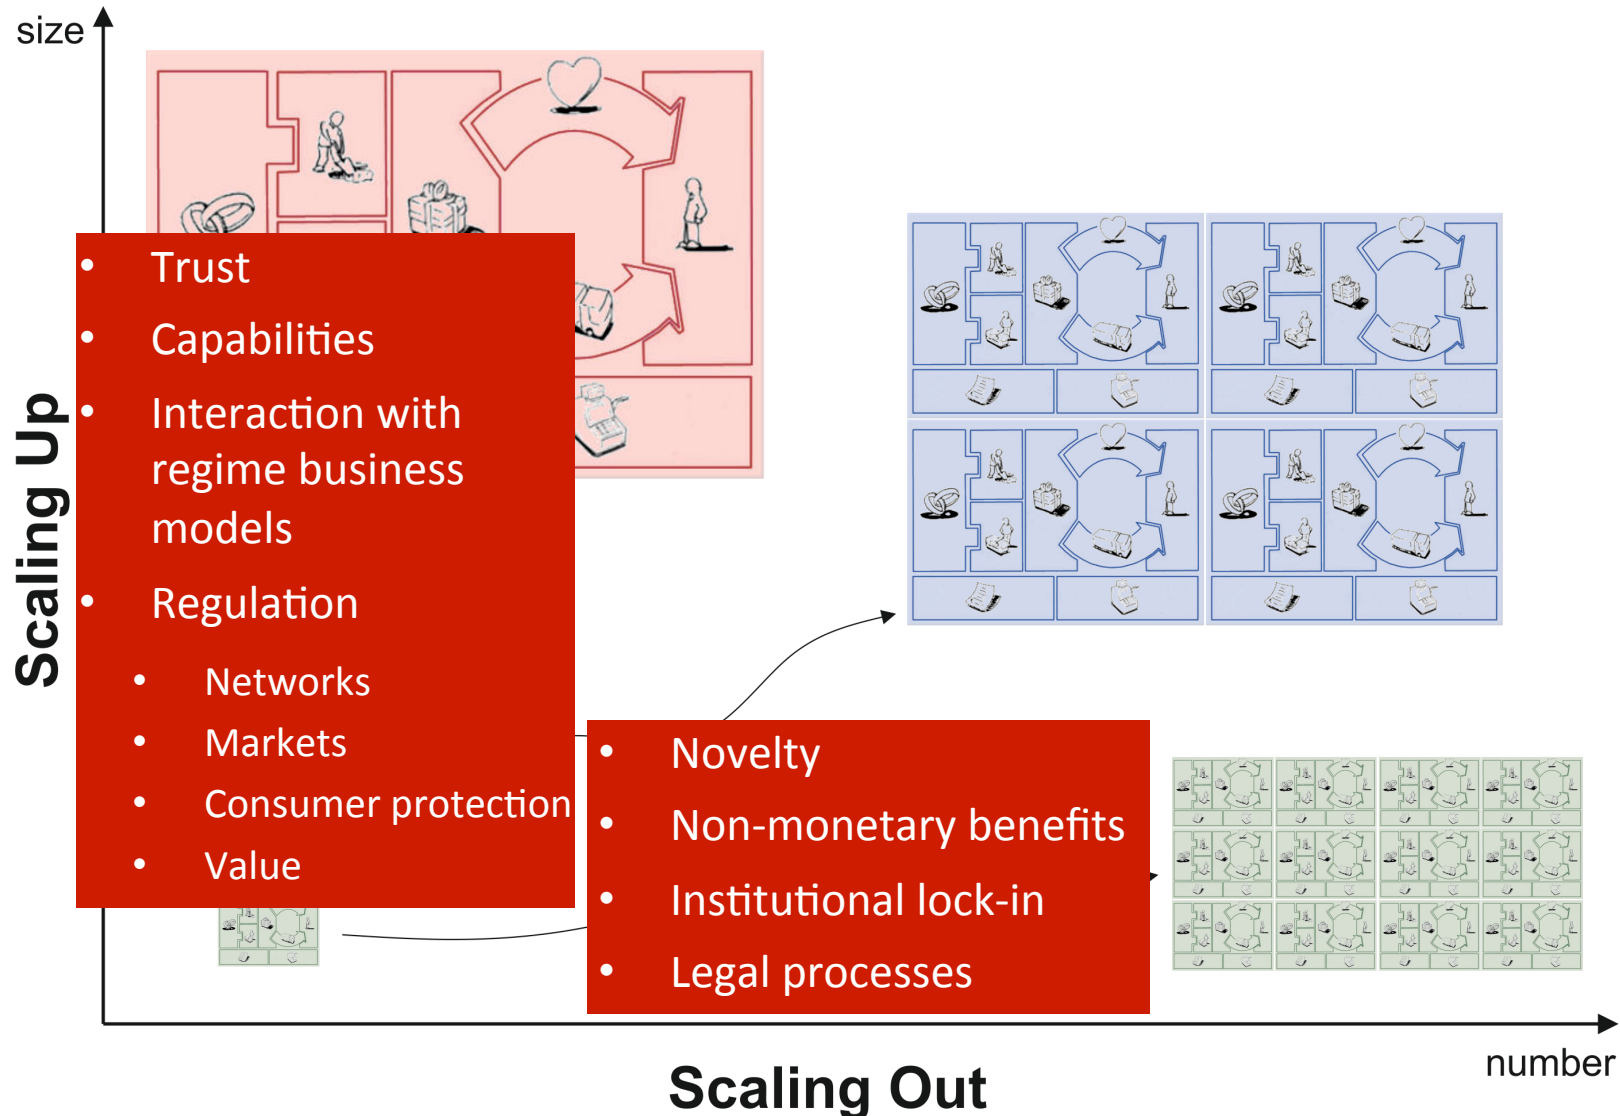 size
Scaling Up
• Trust
• Capabilities
• Interaction with
regime business
models
• Regulation
• Networks
• Markets
• Consumer protection
• Value
• Novelty
• Non-monetary benefits
• Institutional lock-in
• Legal processes
number
Scaling Out